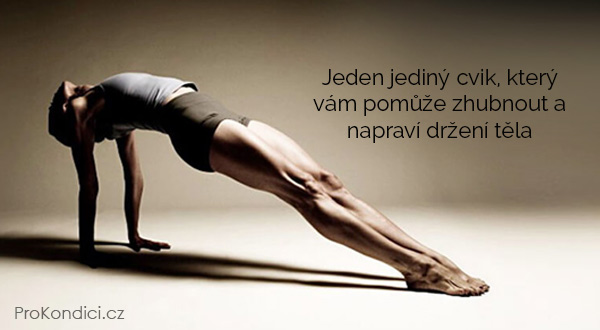 Jeden jediný cvik, který
vám pomůže zhubnout a
napraví držení těla
ProKondici.cz